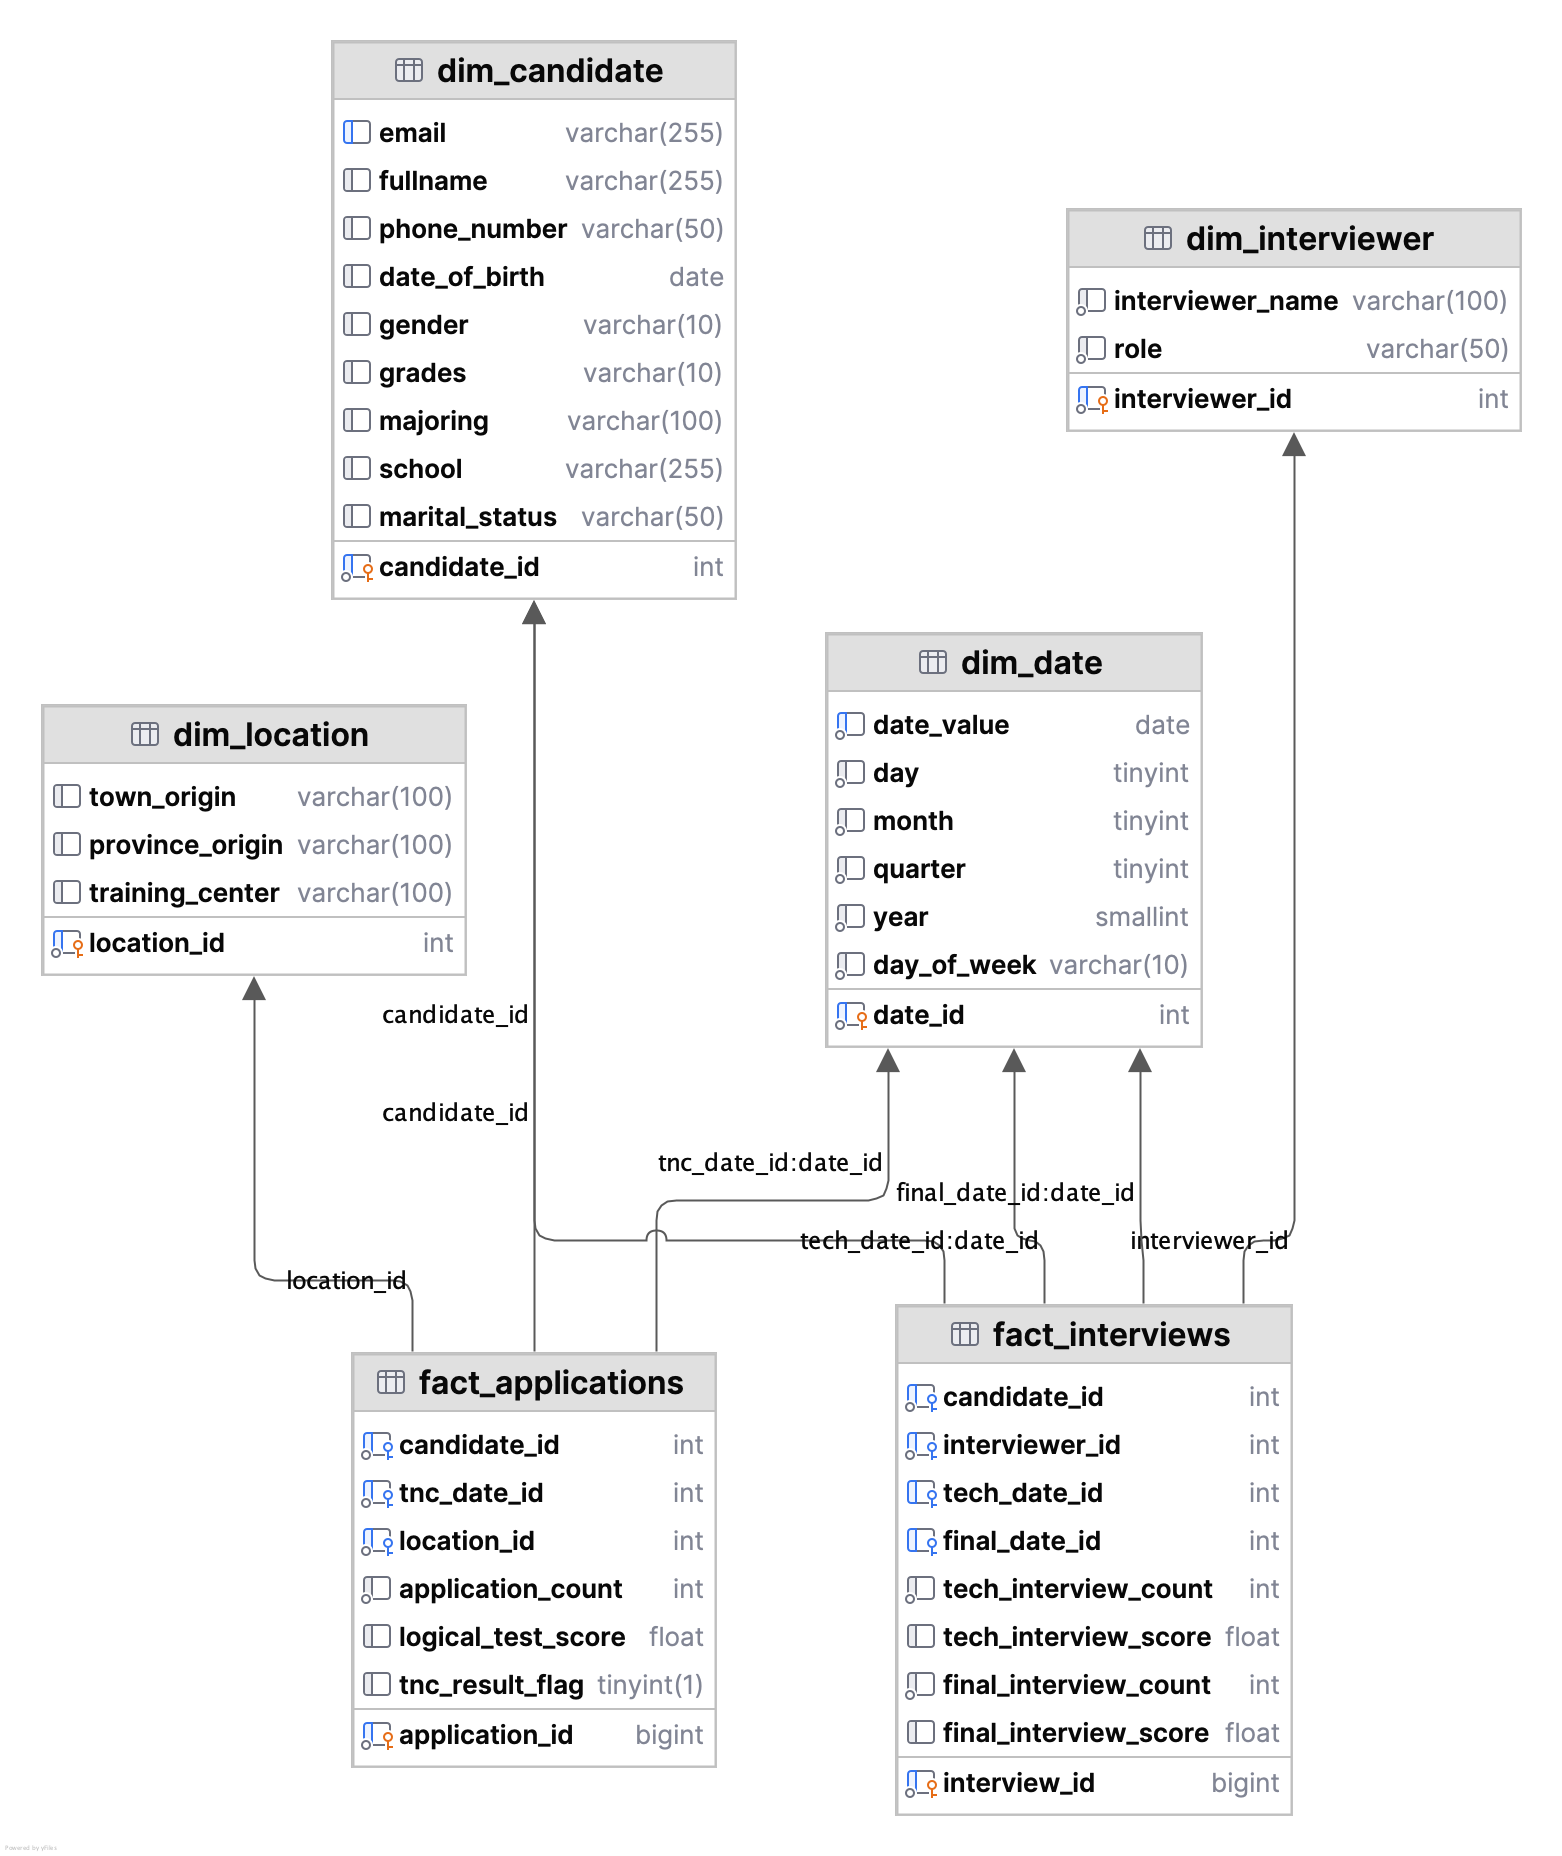 dim_candidate
email varchar(255)
fullname varchar(255)
phone_number varchar(50)
date_of_birth date
gender varchar(10)
grades varchar(10)
majoring varchar(100)
school varchar(255)
marital_status varchar(50)
candidate_id int
dim_interviewer
interviewer_name varchar(100)
role varchar(50)
interviewer_id int
dim_date
date_value date
day tinyint
month tinyint
quarter tinyint
year smallint
day_of_week varchar(10)
date_id int
dim_location
town_origin varchar(100)
province_origin varchar(100)
training_center varchar(100)
location_id int
candidate_id
candidate_id
tnc_date_id:date_id
final_date_id:date_id
tech_date_id:date_id
interviewer_id
location_id
fact_applications
candidate_id int
tnc_date_id int
location_id int
application_count int
logical_test_score float
tnc_result_flag tinyint(1)
application_id bigint
fact_interviews
candidate_id int
interviewer_id int
tech_date_id int
final_date_id int
tech_interview_count int
tech_interview_score float
final_interview_count int
final_interview_score float
interview_id bigint
Powered by yFiles